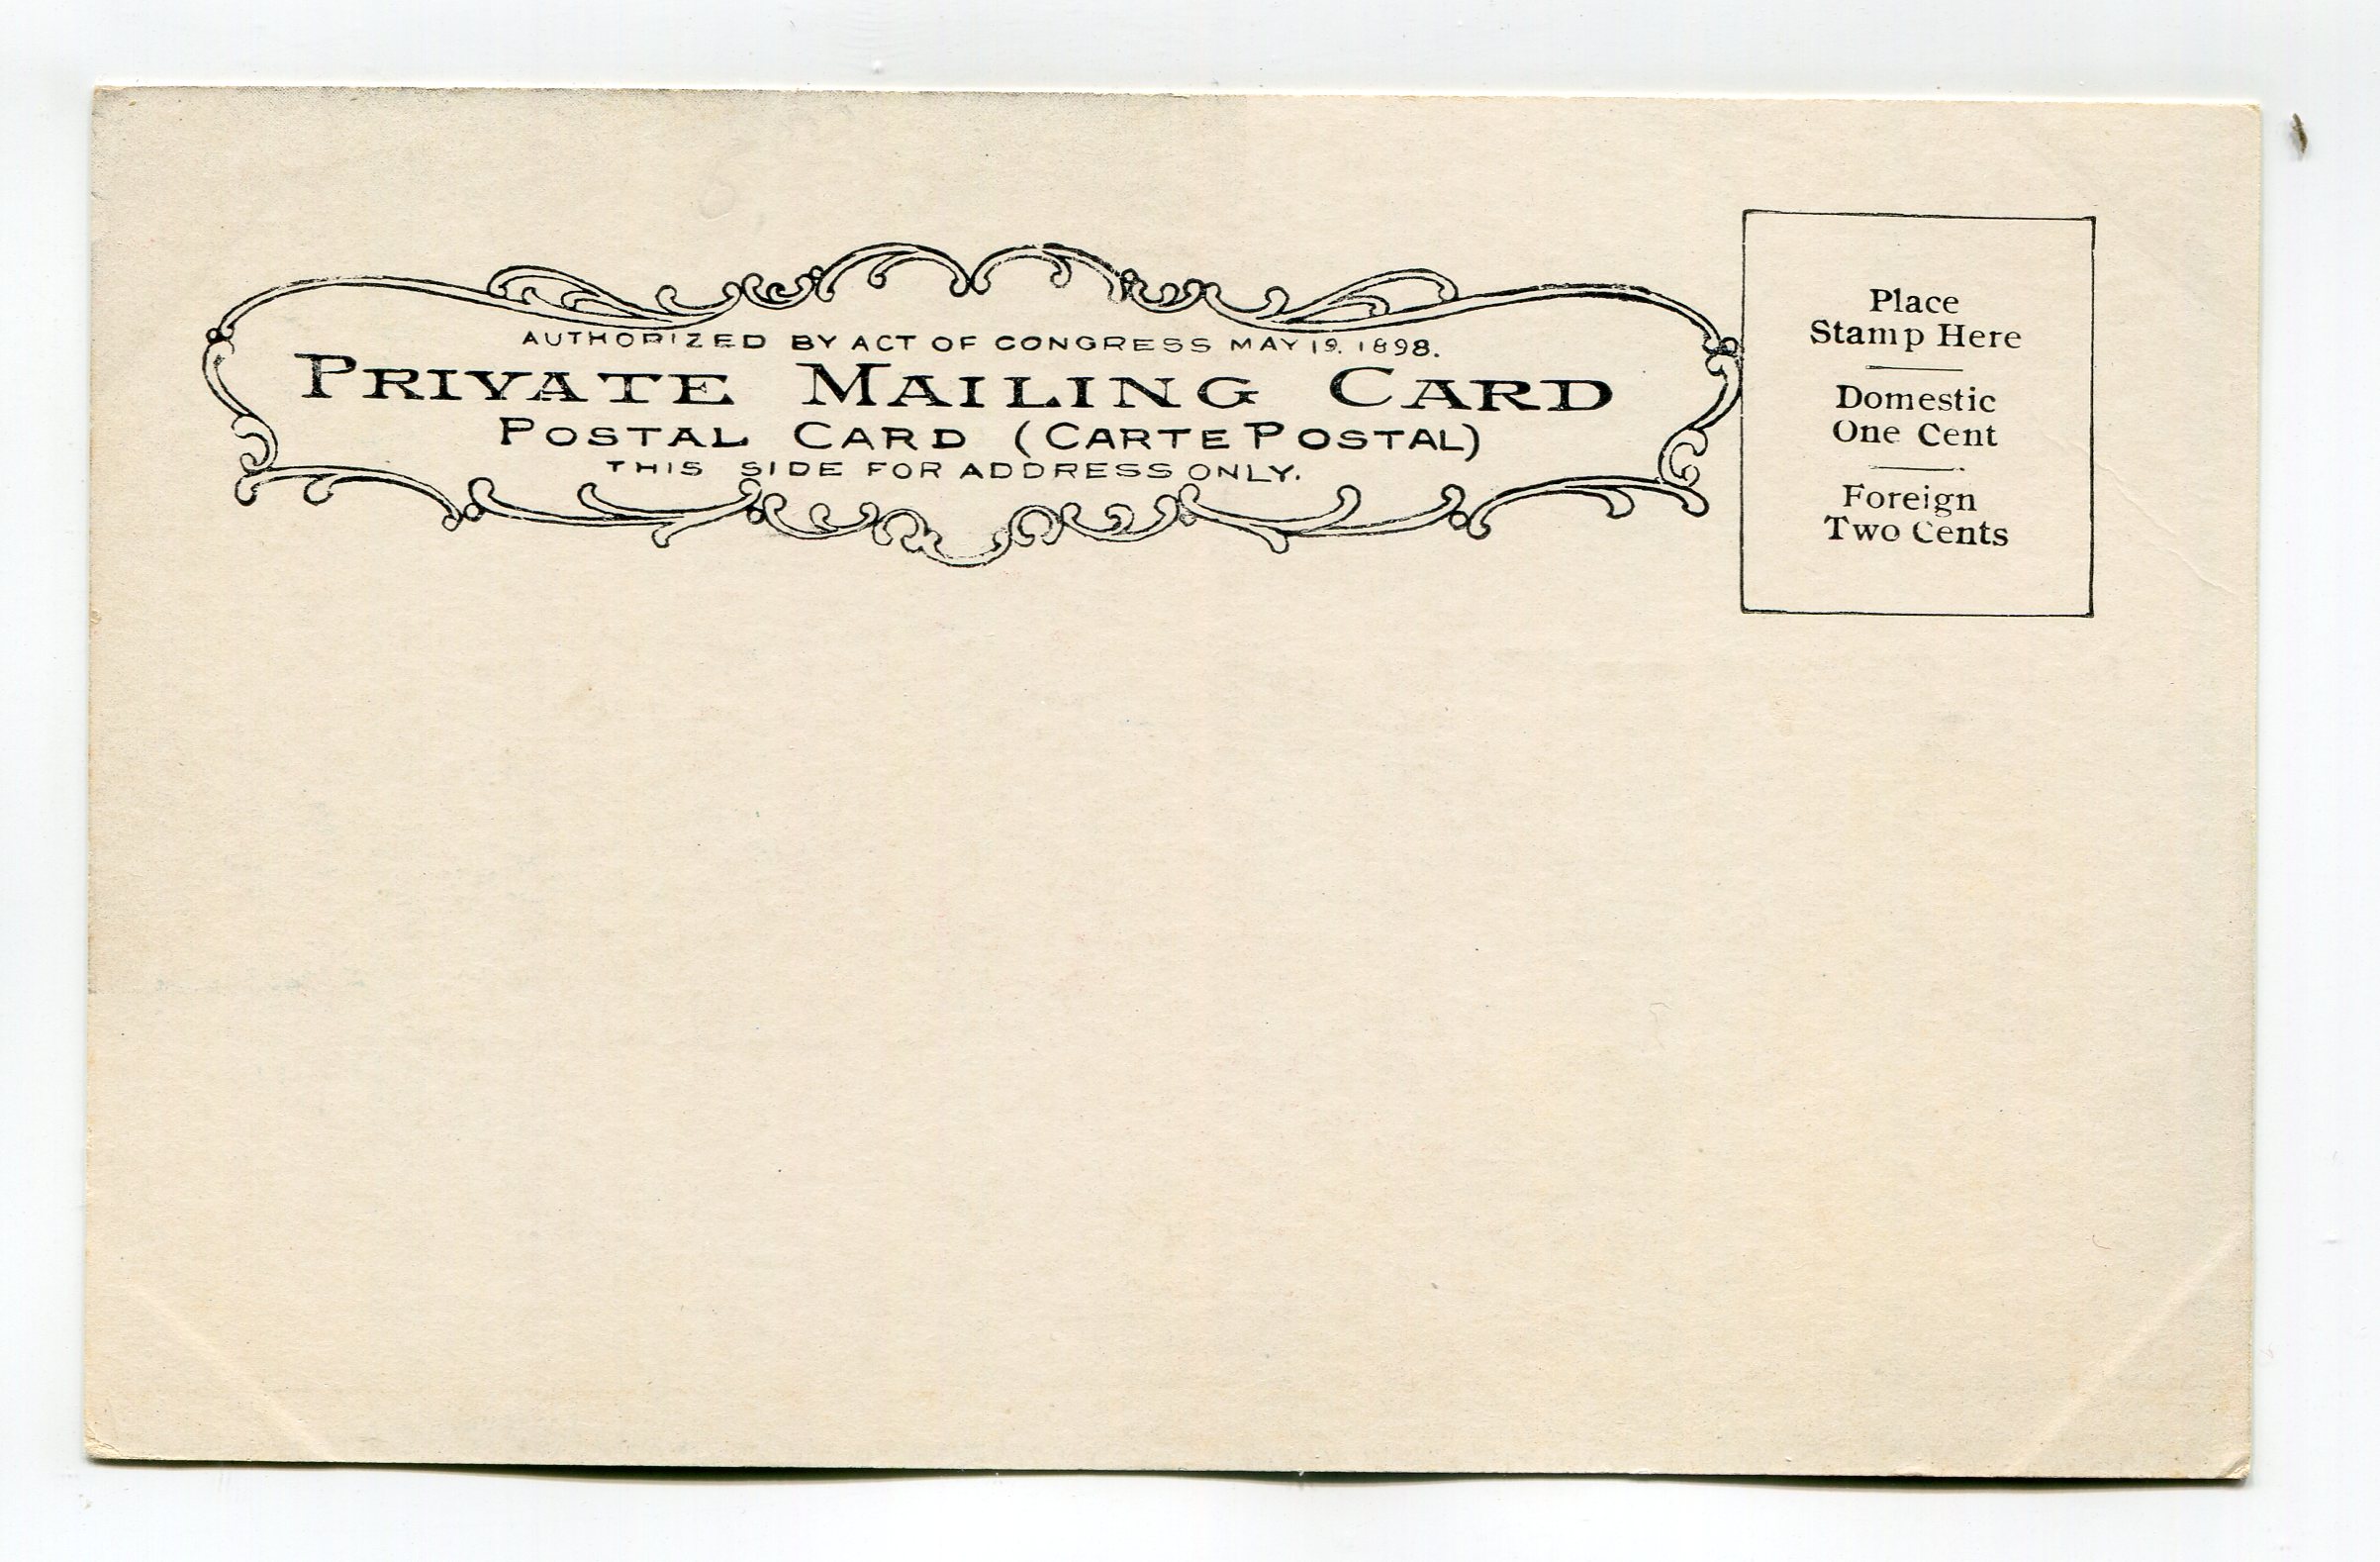 AUTHORIZED BY ACT OF CONGRESS MAY 19. 1898.
PRIVATE MAILING CARD
POSTAL CARD (CARTE POSTAL)
THIS SIDE FOR ADDRESS ONLY.
Place
Stamp Here
Domestic
One Cent
Foreign
Two Cents